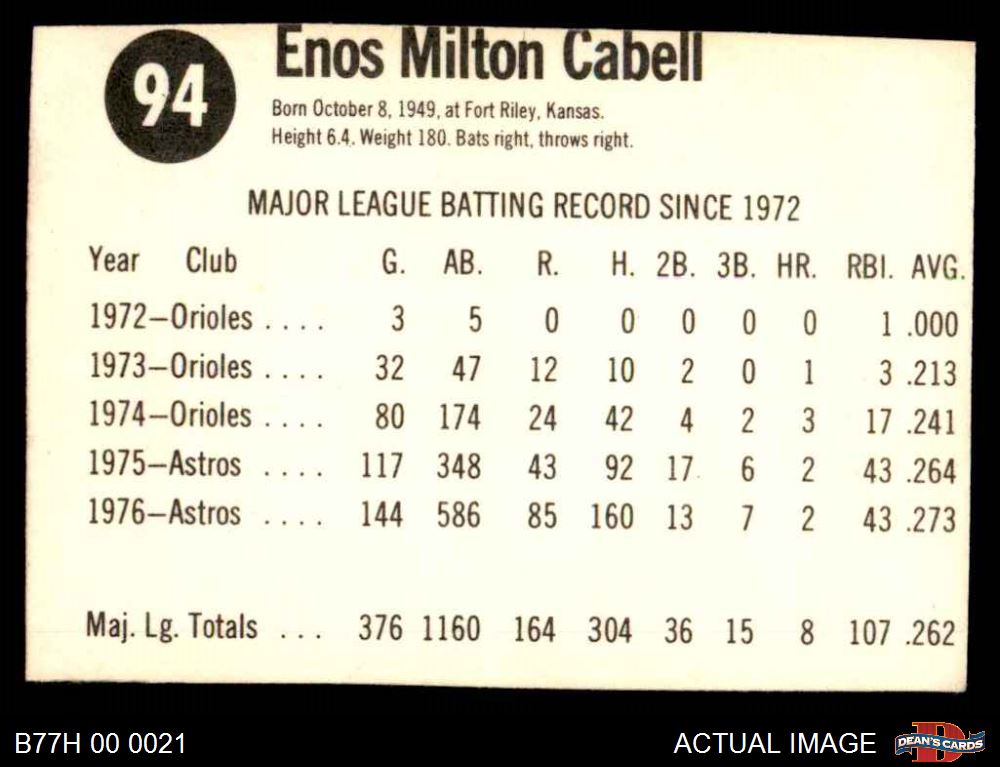 94
Enos Milton Cabell
Born October 8, 1949, at Fort Riley, Kansas.
Height 6.4. Weight 180. Bats right, throws right.
MAJOR LEAGUE BATTING RECORD SINCE 1972
Year Club G. AB. R. H. 2B. 3B. HR. RBI. AVG.
1972—Orioles .... 3 5 0 0 0 0 0 1 .000
1973—Orioles .... 32 47 12 10 2 0 1 3 .213
1974—Orioles .... 80 174 24 42 4 2 3 17 .241
1975—Astros .... 117 348 43 92 17 6 2 43 .264
1976—Astros .... 144 586 85 160 13 7 2 43 .273
Maj. Lg. Totals ... 376 1160 164 304 36 15 8 107 .262
B77H 00 0021
ACTUAL IMAGE
D
DEAN'S CARDS